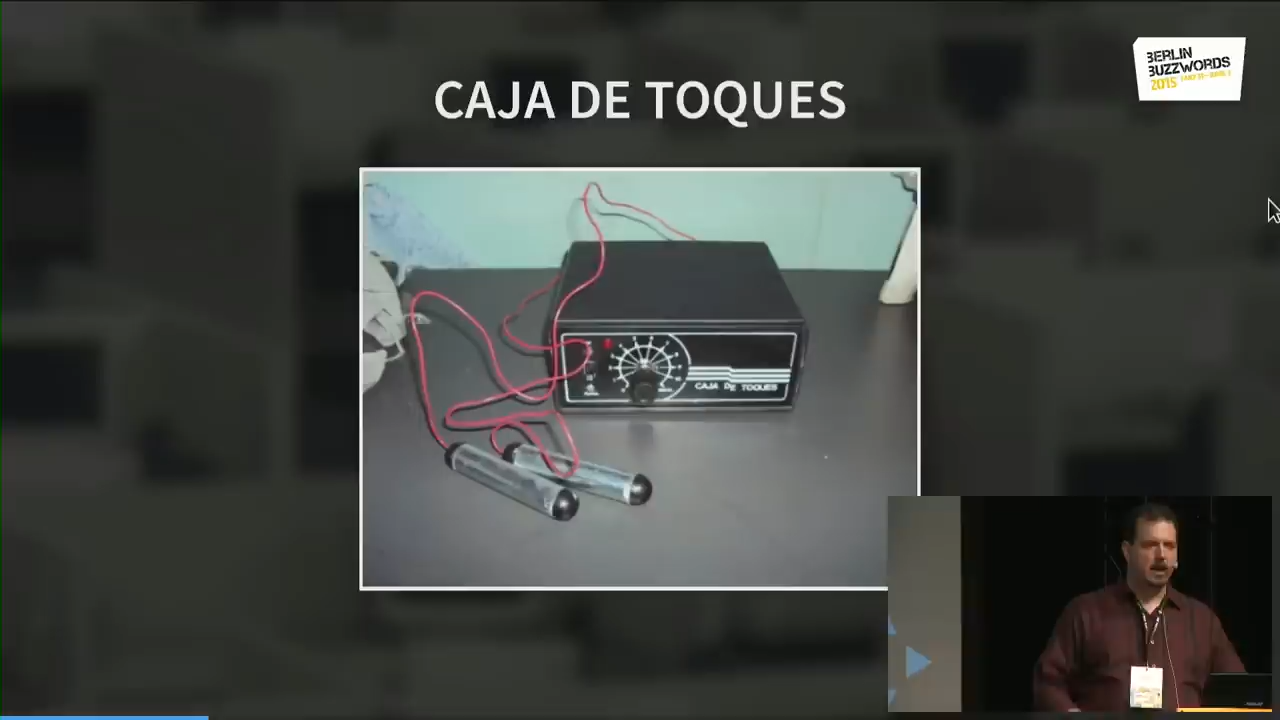 CAJA DE TOQUES
BERLIN
BUZZWORDS
2015
CAJA DE TOQUES